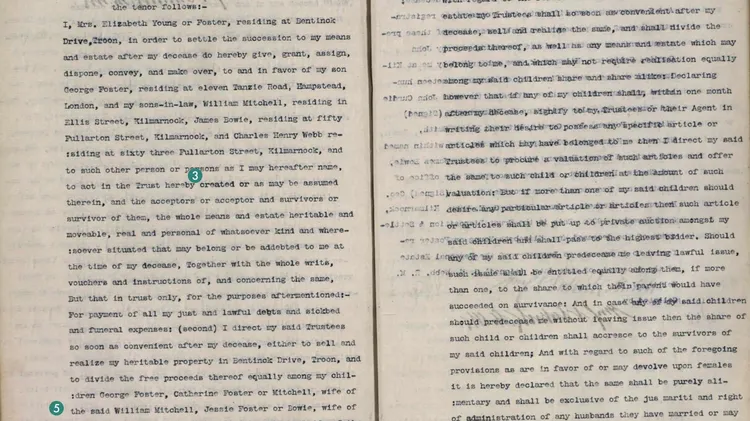 the tenor follows:-
I, Mrs. Elizabeth Young or Foster, residing at Bentinck
Drive, Troon, in order to settle the succession to my means
and estate after my decease do hereby give, grant, assign,
dispone, convey, and make over, to and in favor of my son
George Foster, residing at eleven Tanzie Road, Hampstead,
London, and my sons-in-law, William Mitchell, residing in
Ellis Street, Kilmarnock, James Bowie, residing at fifty
Fullarton Street, Kilmarnock, and Charles Henry Webb re-
:siding at sixty three Fullarton Street, Kilmarnock, and
to such other person or persons as I may hereafter name,
3
to act in the Trust hereby created or as may be assumed
therein, and the acceptors or acceptor and survivors or
survivor of them, the whole means and estate heritable and
moveable, real and personal of whatsoever kind and where-
:soever situated that may belong or be addebted to me at
the time of my decease, Together with the whole writs,
vouchers and instructions of, and concerning the same,
But that in trust only, for the purposes aftermentioned:-
For payment of all my just and lawful debts and sickbed
and funeral expenses: (second) I direct my said Trustees
so soon as convenient after my decease, either to sell and
realize my heritable property in Bentinck Drive, Troon, and
to divide the free proceeds thereof equally among my chil-
:dren George Foster, Catharine Foster or Mitchell, wife of
5
the said William Mitchell, Jessie Foster or Bowie, wife of
estate my Trustees shall so soon as convenient after my
decease, sell and realize the same, and shall divide the
proceeds thereof, as well as any means and estate which may
belong to me, and which may not require realisation equally
among my said children share and share alike: Declaring
however that if any of my children shall, within one month
after my decease, signify to my Trustees or their Agent in
writing their desire to possess any specific article or
articles which may have belonged to me then I direct my said
Trustees to procure a valuation of such articles and offer
the same to such child or children at the amount of such
valuation: But if more than one of my said children should
desire any particular article or articles then such article
or articles shall be put up to private auction amongst my
said children and shall pass to the highest bidder. Should
any of my said children predecease me leaving lawful issue,
such issue shall be entitled equally among them, if more
than one, to the share to which their parent would have
succeeded on survivance: And in case any of my said children
should predecease me without leaving issue then the share of
such child or children shall accresce to the survivors of
my said children; And with regard to such of the foregoing
provisions as are in favor of or may devolve upon females
it is hereby declared that the same shall be purely ali-
:mentary and shall be exclusive of the jus mariti and right
of administration of any husbands they have married or may